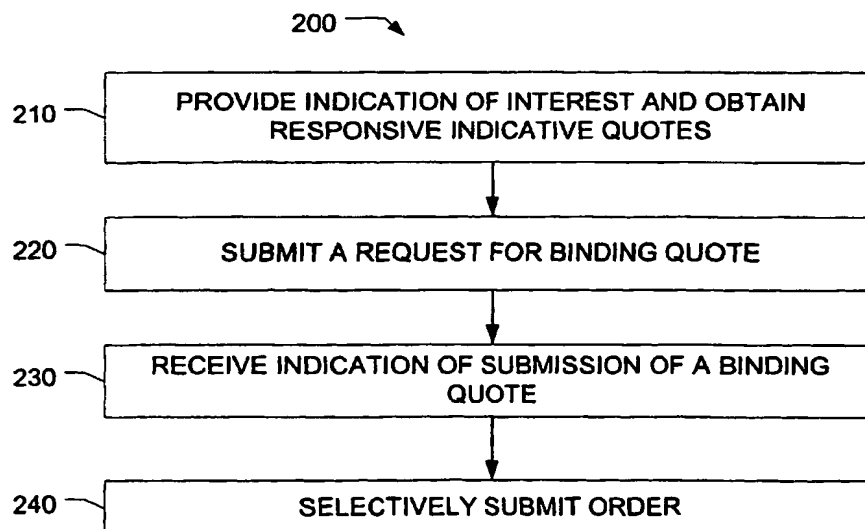 200
210
PROVIDE INDICATION OF INTEREST AND OBTAIN
RESPONSIVE INDICATIVE QUOTES
220
SUBMIT A REQUEST FOR BINDING QUOTE
230
RECEIVE INDICATION OF SUBMISSION OF A BINDING
QUOTE
240
SELECTIVELY SUBMIT ORDER